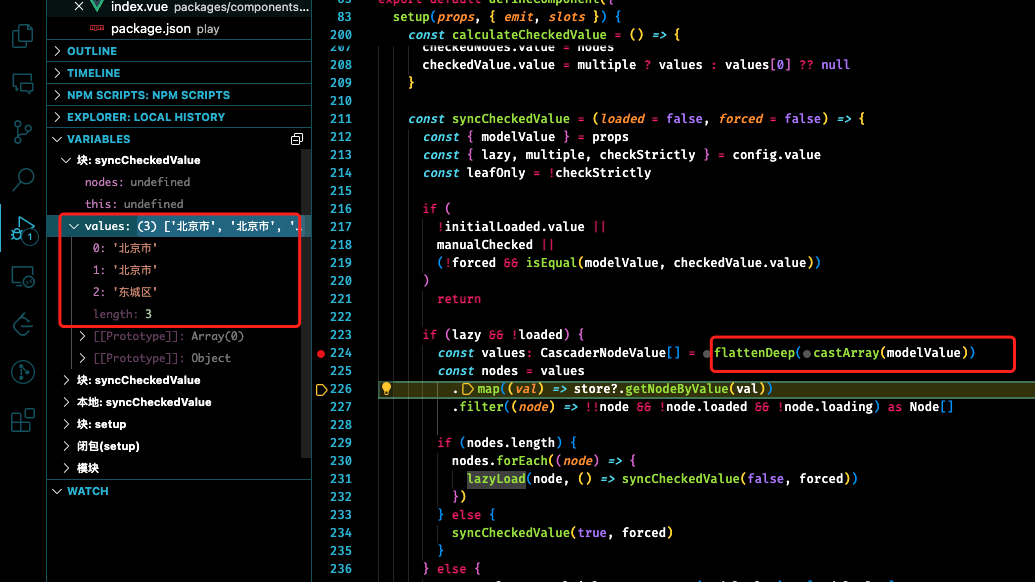 index.vue packages/components...
package.json play
OUTLINE
TIMELINE
NPM SCRIPTS: NPM SCRIPTS
EXPLORER: LOCAL HISTORY
VARIABLES
块: syncCheckedValue
nodes: undefined
this: undefined
values: (3) ['北京市', '北京市', '...
0: '北京市'
1: '北京市'
2: '东城区'
length: 3
[[Prototype]]: Array(0)
[[Prototype]]: Object
块: syncCheckedValue
本地: syncCheckedValue
块: setup
闭包(setup)
模块
WATCH
1
83 setup(props, { emit, slots }) {
200 const calculateCheckedValue = () => {
207 checkedNodes.value = nodes
208 checkedValue.value = multiple ? values : values[0] ?? null
209 }
210
211 const syncCheckedValue = (loaded = false, forced = false) => {
212 const { modelValue } = props
213 const { lazy, multiple, checkStrictly } = config.value
214 const leafOnly = !checkStrictly
215
216 if (
217 !initialLoaded.value ||
218 manualChecked ||
219 (!forced && isEqual(modelValue, checkedValue.value))
220 )
221 return
222
223 if (lazy && !loaded) {
224 const values: CascaderNodeValue[] = flattenDeep(castArray(modelValue))
225 const nodes = values
226 .map((val) => store?.getNodeByValue(val))
227 .filter((node) => !!node && !node.loaded && !node.loading) as Node[]
228
229 if (nodes.length) {
230 nodes.forEach((node) => {
231 lazyLoad(node, () => syncCheckedValue(false, forced))
232 })
233 } else {
234 syncCheckedValue(true, forced)
235 }
236 } else {